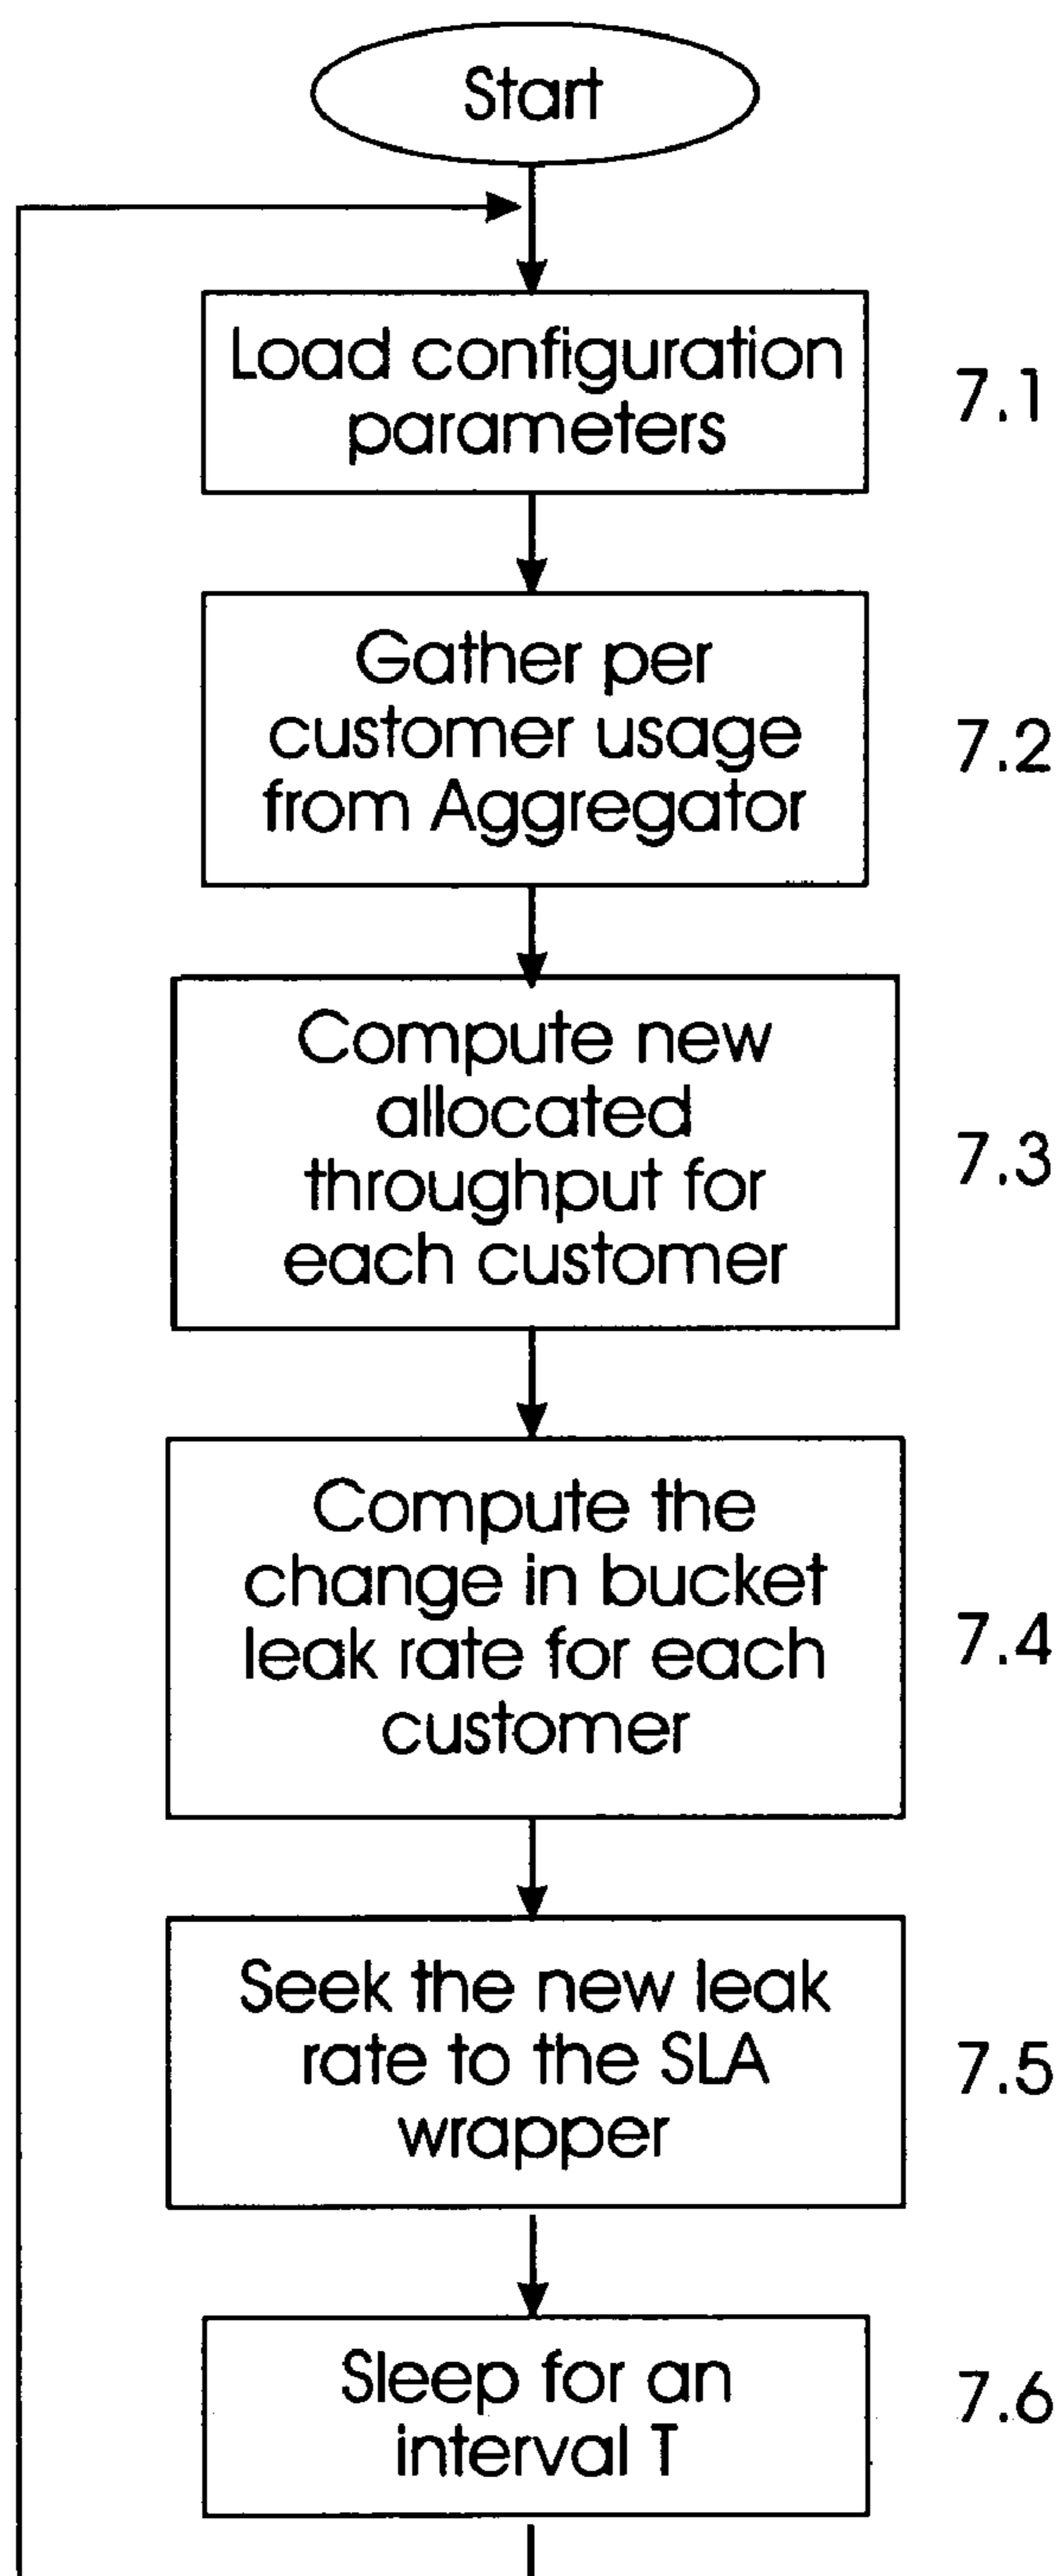 Start
Load configuration
parameters
7.1
Gather per
customer usage
from Aggregator
7.2
Compute new
allocated
throughput for
each customer
7.3
Compute the
change in bucket
leak rate for each
customer
7.4
Seek the new leak
rate to the SLA
wrapper
7.5
Sleep for an
interval T
7.6